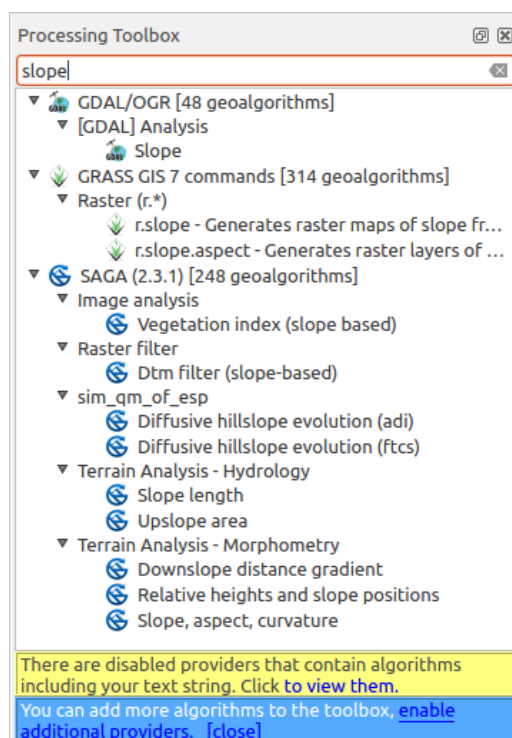 Processing Toolbox
slope
GDAL/OGR [48 geoalgorithms]
[GDAL] Analysis
Slope
GRASS GIS 7 commands [314 geoalgorithms]
Raster (r.*)
r.slope - Generates raster maps of slope fr...
r.slope.aspect - Generates raster layers of ...
SAGA (2.3.1) [248 geoalgorithms]
Image analysis
Vegetation index (slope based)
Raster filter
Dtm filter (slope-based)
sim_qm_of_esp
Diffusive hillslope evolution (adi)
Diffusive hillslope evolution (ftcs)
Terrain Analysis - Hydrology
Slope length
Upslope area
Terrain Analysis - Morphometry
Downslope distance gradient
Relative heights and slope positions
Slope, aspect, curvature
There are disabled providers that contain algorithms
including your text string. Click to view them.
You can add more algorithms to the toolbox, enable
additional providers. [close]